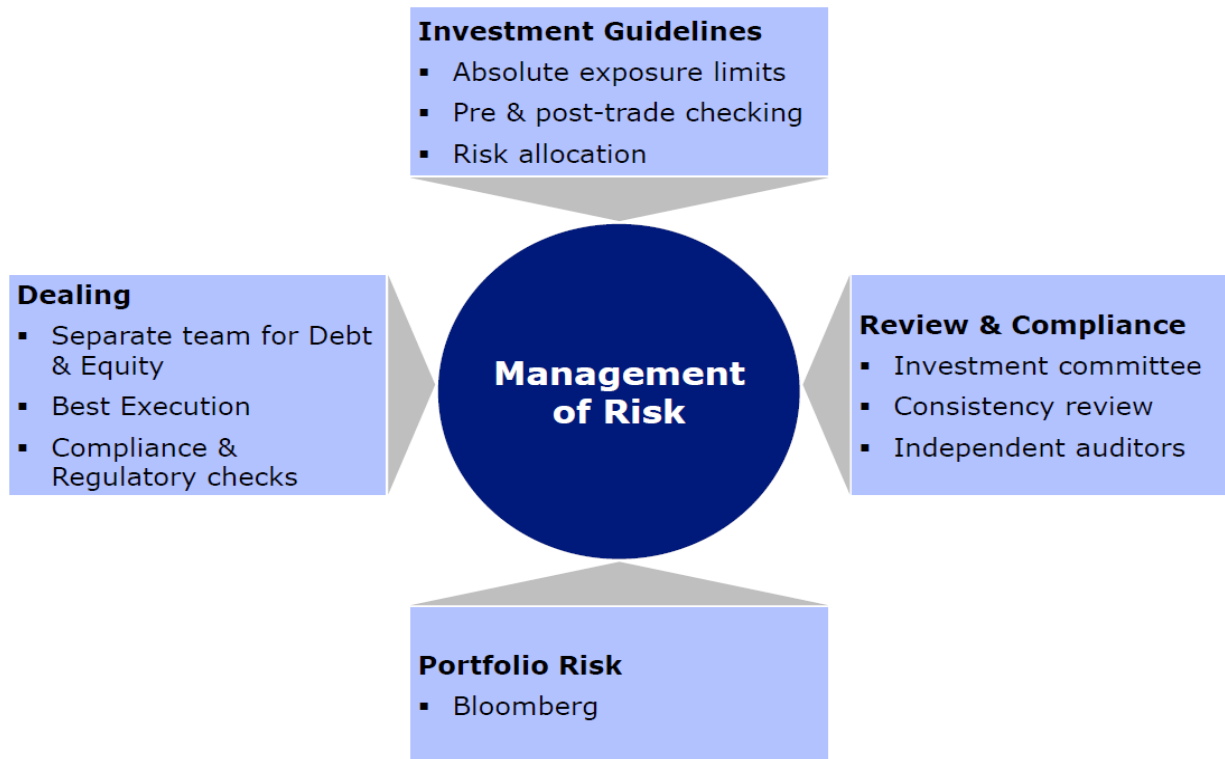 Investment Guidelines
▪ Absolute exposure limits
▪ Pre & post-trade checking
▪ Risk allocation
Dealing
▪ Separate team for Debt
& Equity
▪ Best Execution
▪ Compliance &
Regulatory checks
Management
of Risk
Review & Compliance
▪ Investment committee
▪ Consistency review
▪ Independent auditors
Portfolio Risk
▪ Bloomberg